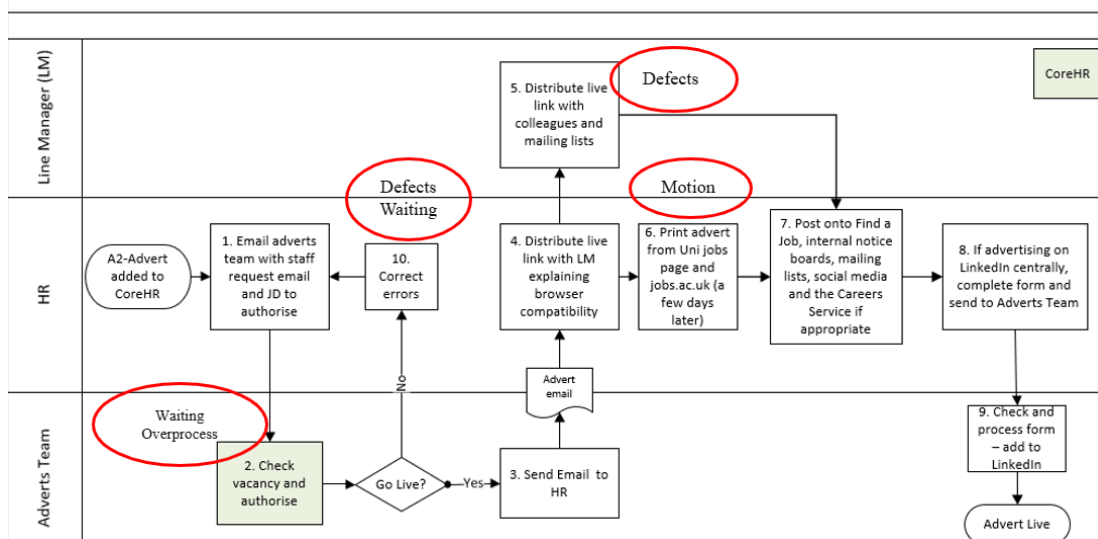 Line Manager (LM)
5. Distribute live
link with
colleagues and
mailing lists
Defects
CoreHR
HR
A2-Advert
added to
CoreHR
1. Email adverts
team with staff
request email
and JD to
authorise
Defects
Waiting
10.
Correct
errors
4. Distribute live
link with LM
explaining
browser
compatibility
Motion
6. Print advert
from Uni jobs
page and
jobs.ac.uk (a
few days
later)
7. Post onto Find a
Job, internal notice
boards, mailing
lists, social media
and the Careers
Service if
appropriate
8. If advertising on
LinkedIn centrally,
complete form and
send to Adverts Team
Adverts Team
Waiting
Overprocess
2. Check
vacancy and
authorise
Go Live?
No
Yes
3. Send Email to
HR
Advert
email
9. Check and
process form
– add to
LinkedIn
Advert Live